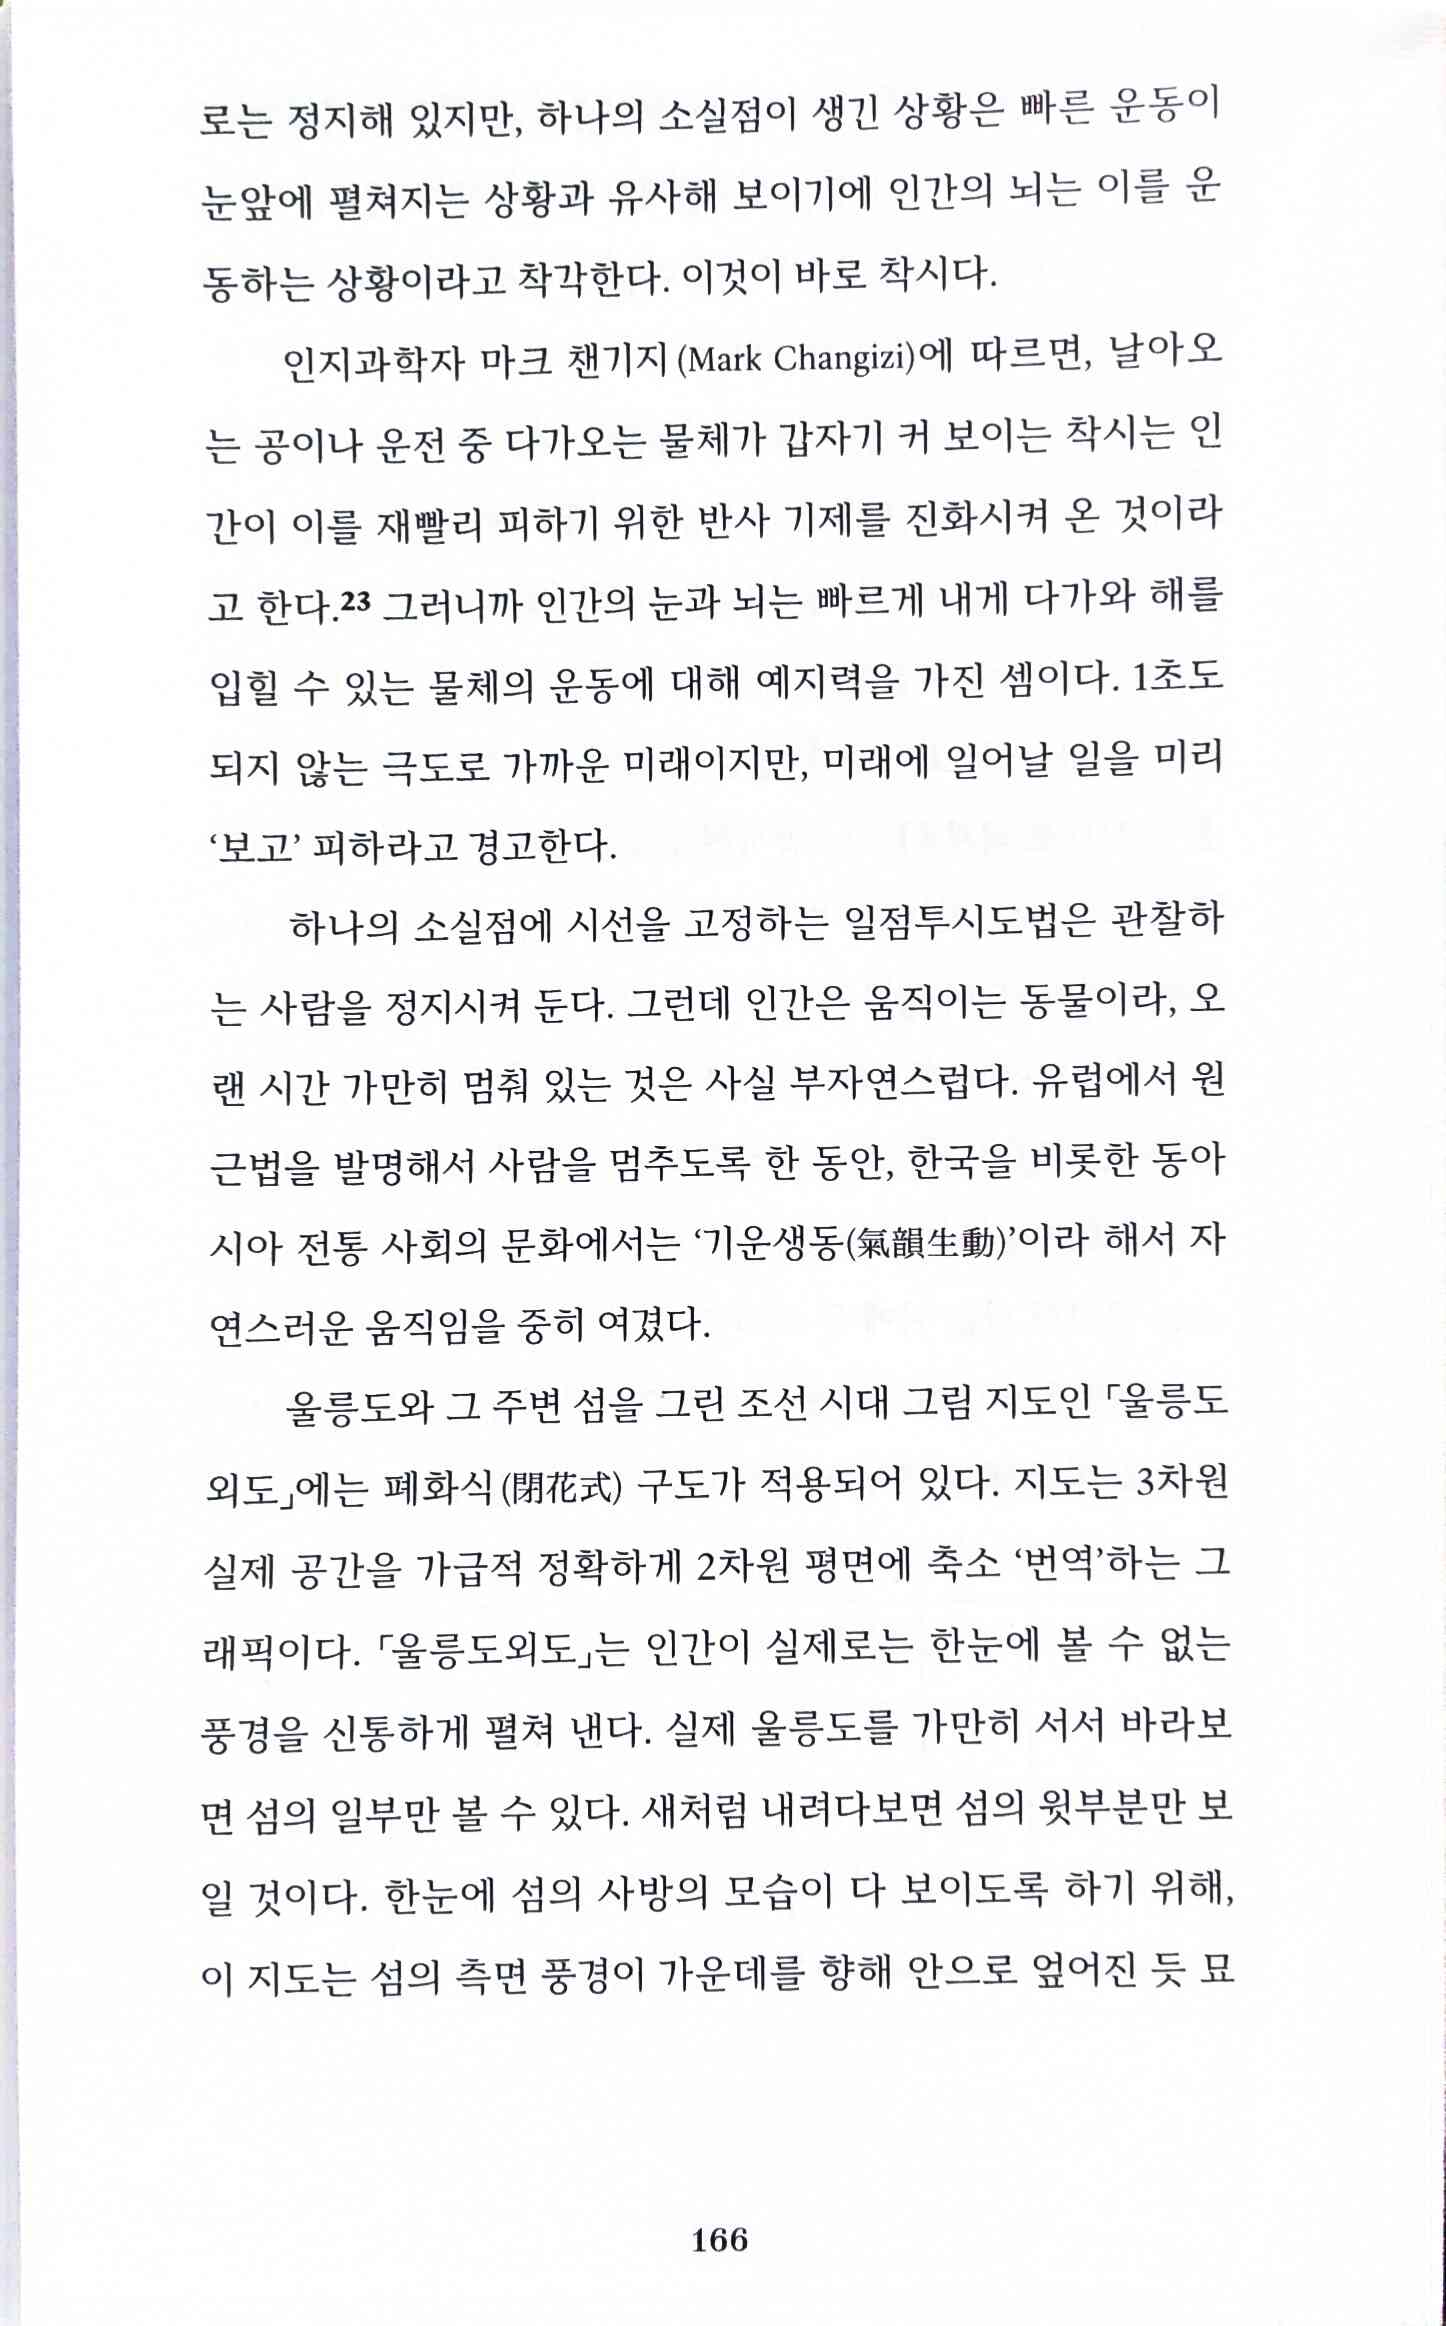 로는 정지해 있지만, 하나의 소실점이 생긴 상황은 빠른 운동이
눈앞에 펼쳐지는 상황과 유사해 보이기에 인간의 뇌는 이를 운
동하는 상황이라고 착각한다. 이것이 바로 착시다.
인지과학자 마크 챈기지(Mark Changizi)에 따르면, 날아오
는 공이나 운전 중 다가오는 물체가 갑자기 커 보이는 착시는 인
간이 이를 재빨리 피하기 위한 반사 기제를 진화시켜 온 것이라
고 한다.23 그러니까 인간의 눈과 뇌는 빠르게 내게 다가와 해를
입힐 수 있는 물체의 운동에 대해 예지력을 가진 셈이다. 1초도
되지 않는 극도로 가까운 미래이지만, 미래에 일어날 일을 미리
‘보고’ 피하라고 경고한다.
하나의 소실점에 시선을 고정하는 일점투시도법은 관찰하
는 사람을 정지시켜 둔다. 그런데 인간은 움직이는 동물이라, 오
랜 시간 가만히 멈춰 있는 것은 사실 부자연스럽다. 유럽에서 원
근법을 발명해서 사람을 멈추도록 한 동안, 한국을 비롯한 동아
시아 전통 사회의 문화에서는 ‘기운생동(氣韻生動)’이라 해서 자
연스러운 움직임을 중히 여겼다.
울릉도와 그 주변 섬을 그린 조선 시대 그림 지도인 「울릉도
외도」에는 폐화식(閉花式) 구도가 적용되어 있다. 지도는 3차원
실제 공간을 가급적 정확하게 2차원 평면에 축소 ‘번역’하는 그
래픽이다. 「울릉도외도」는 인간이 실제로는 한눈에 볼 수 없는
풍경을 신통하게 펼쳐 낸다. 실제 울릉도를 가만히 서서 바라보
면 섬의 일부만 볼 수 있다. 새처럼 내려다보면 섬의 윗부분만 보
일 것이다. 한눈에 섬의 사방의 모습이 다 보이도록 하기 위해,
이 지도는 섬의 측면 풍경이 가운데를 향해 안으로 엎어진 듯 묘
166